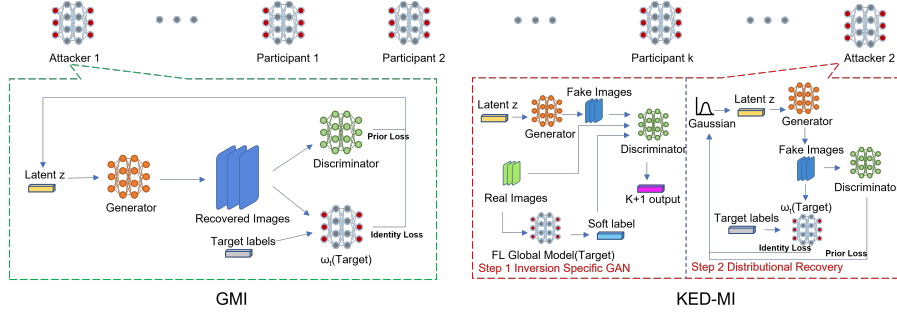 Attacker 1
Participant 1
Participant 2
Participant k
Attacker 2
Latent z
Generator
Recovered Images
Target labels
Discriminator
Prior Loss
ωt(Target)
Identity Loss
GMI
Latent z
Generator
Fake Images
Discriminator
Real Images
K+1 output
Soft label
FL Global Model(Target)
Step 1 Inversion Specific GAN
Gaussian
Latent z
Generator
Fake Images
Discriminator
ωt(Target)
Target labels
Identity Loss
Prior Loss
Step 2 Distributional Recovery
KED-MI